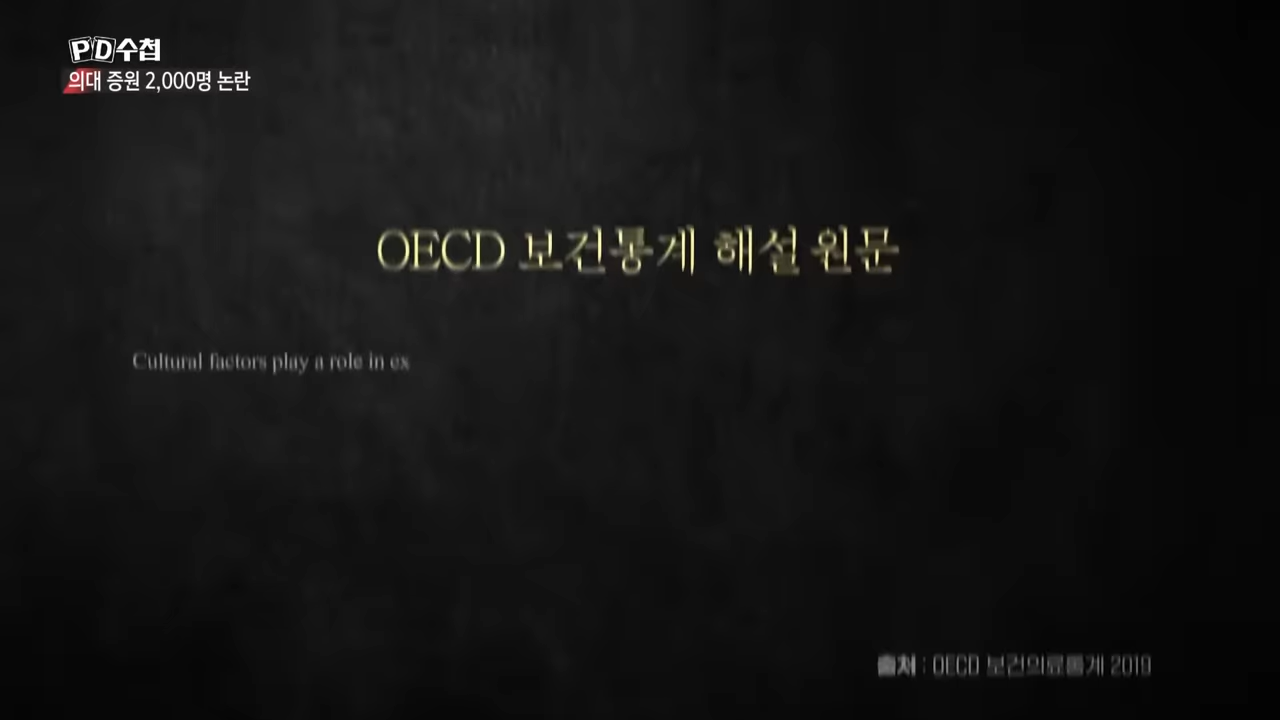 PD수첩
의대 증원 2,000명 논란
OECD 보건통계 해설 원문
Cultural factors play a role in ex
출처 : OECD 보건의료통계 2019